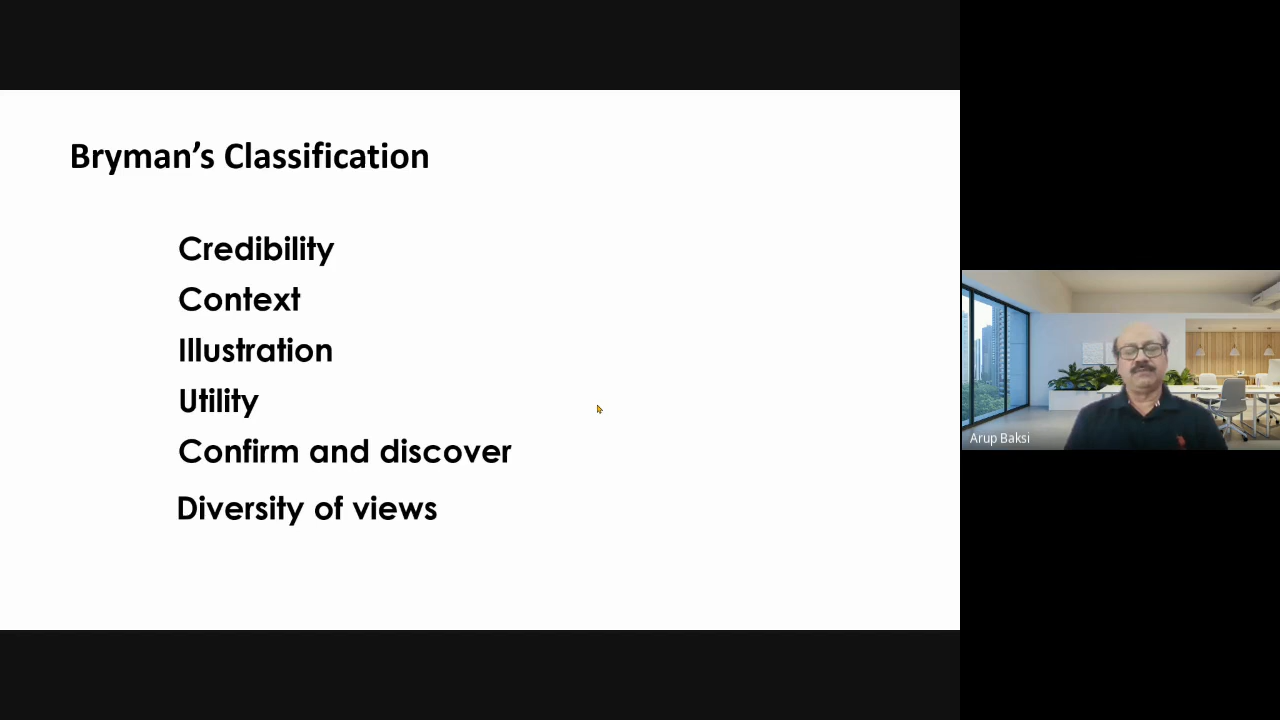 Bryman’s Classification
Credibility
Context
Illustration
Utility
Confirm and discover
Diversity of views
Arup Baksi